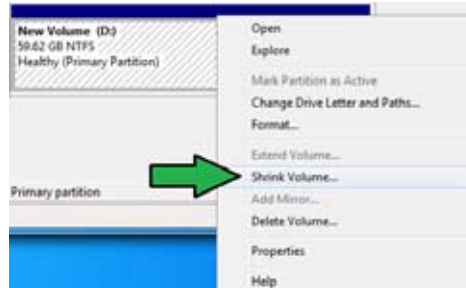 New Volume (D:)
59.62 GB NTFS
Healthy (Primary Partition)
Primary partition
Open
Explore
Mark Partition as Active
Change Drive Letter and Paths...
Format...
Extend Volume...
Shrink Volume...
Add Mirror...
Delete Volume...
Properties
Help